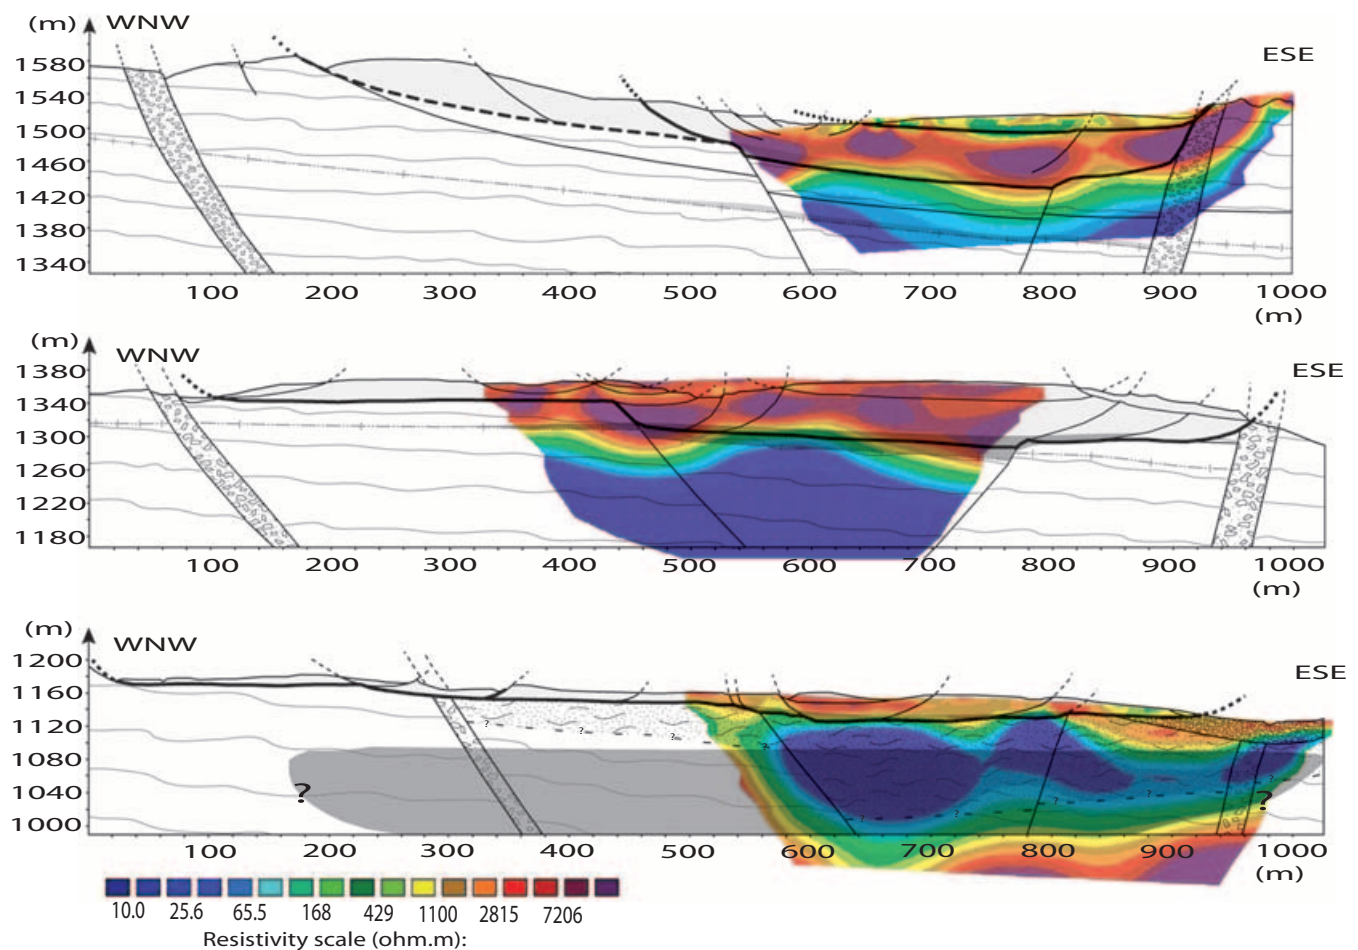 (m) WNW
ESE
1580
1540
1500
1460
1420
1380
1340
100 200 300 400 500 600 700 800 900 1000
(m)
(m)
WNW
ESE
1380
1340
1300
1260
1220
1180
100 200 300 400 500 600 700 800 900 1000
(m)
(m)
WNW
ESE
1200
1160
1120
1080
1040
1000
? ? ? ?
? ? ? ? ?
? ?
100 200 300 400 500 600 700 800 900 1000
(m)
10.0 25.6 65.5 168 429 1100 2815 7206
Resistivity scale (ohm.m):